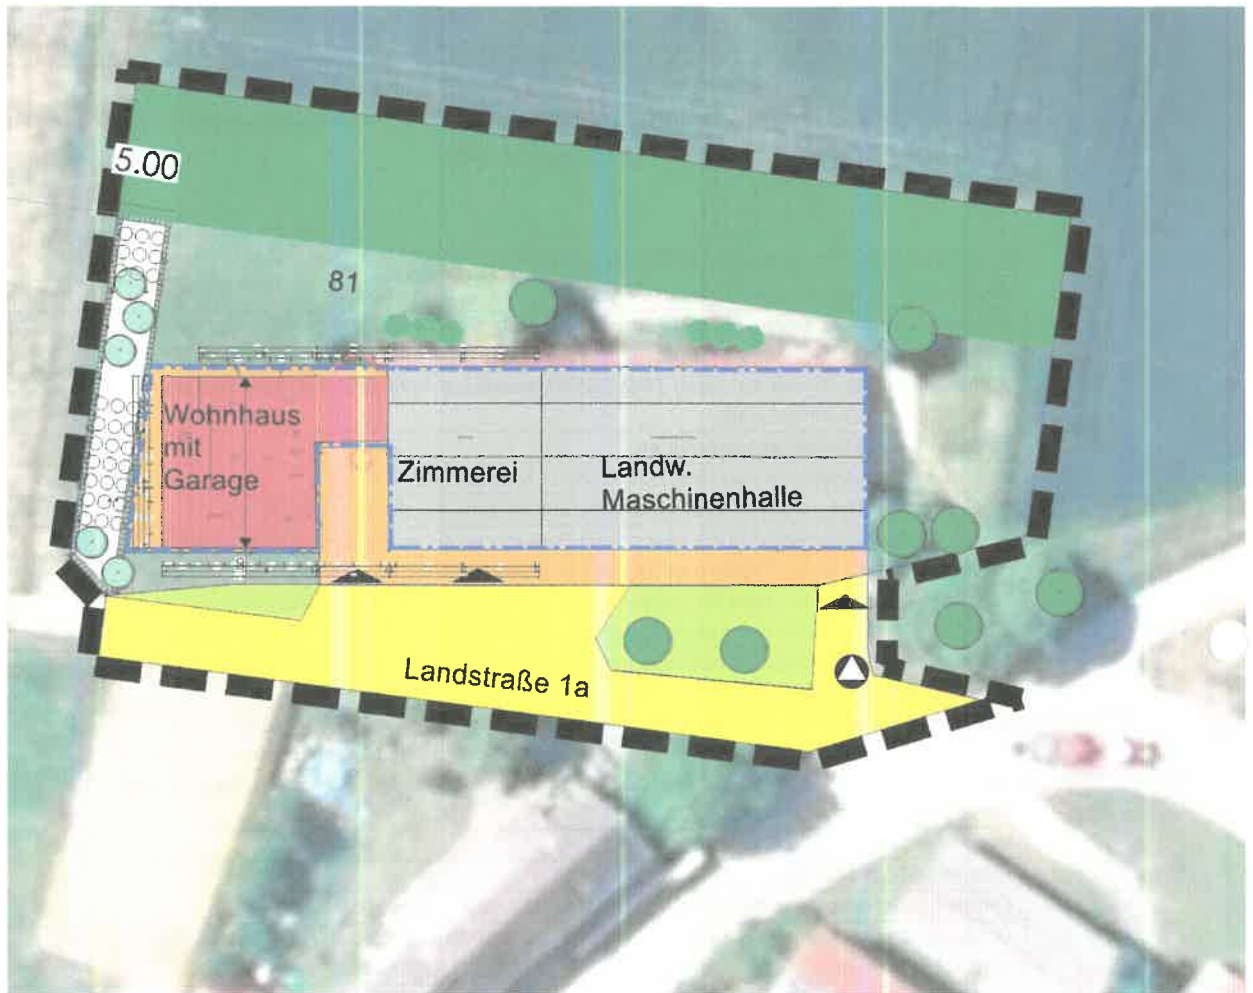 5.00
81
Wohnhaus
mit
Garage
Zimmerei
Landw.
Maschinenhalle
Landstraße 1a